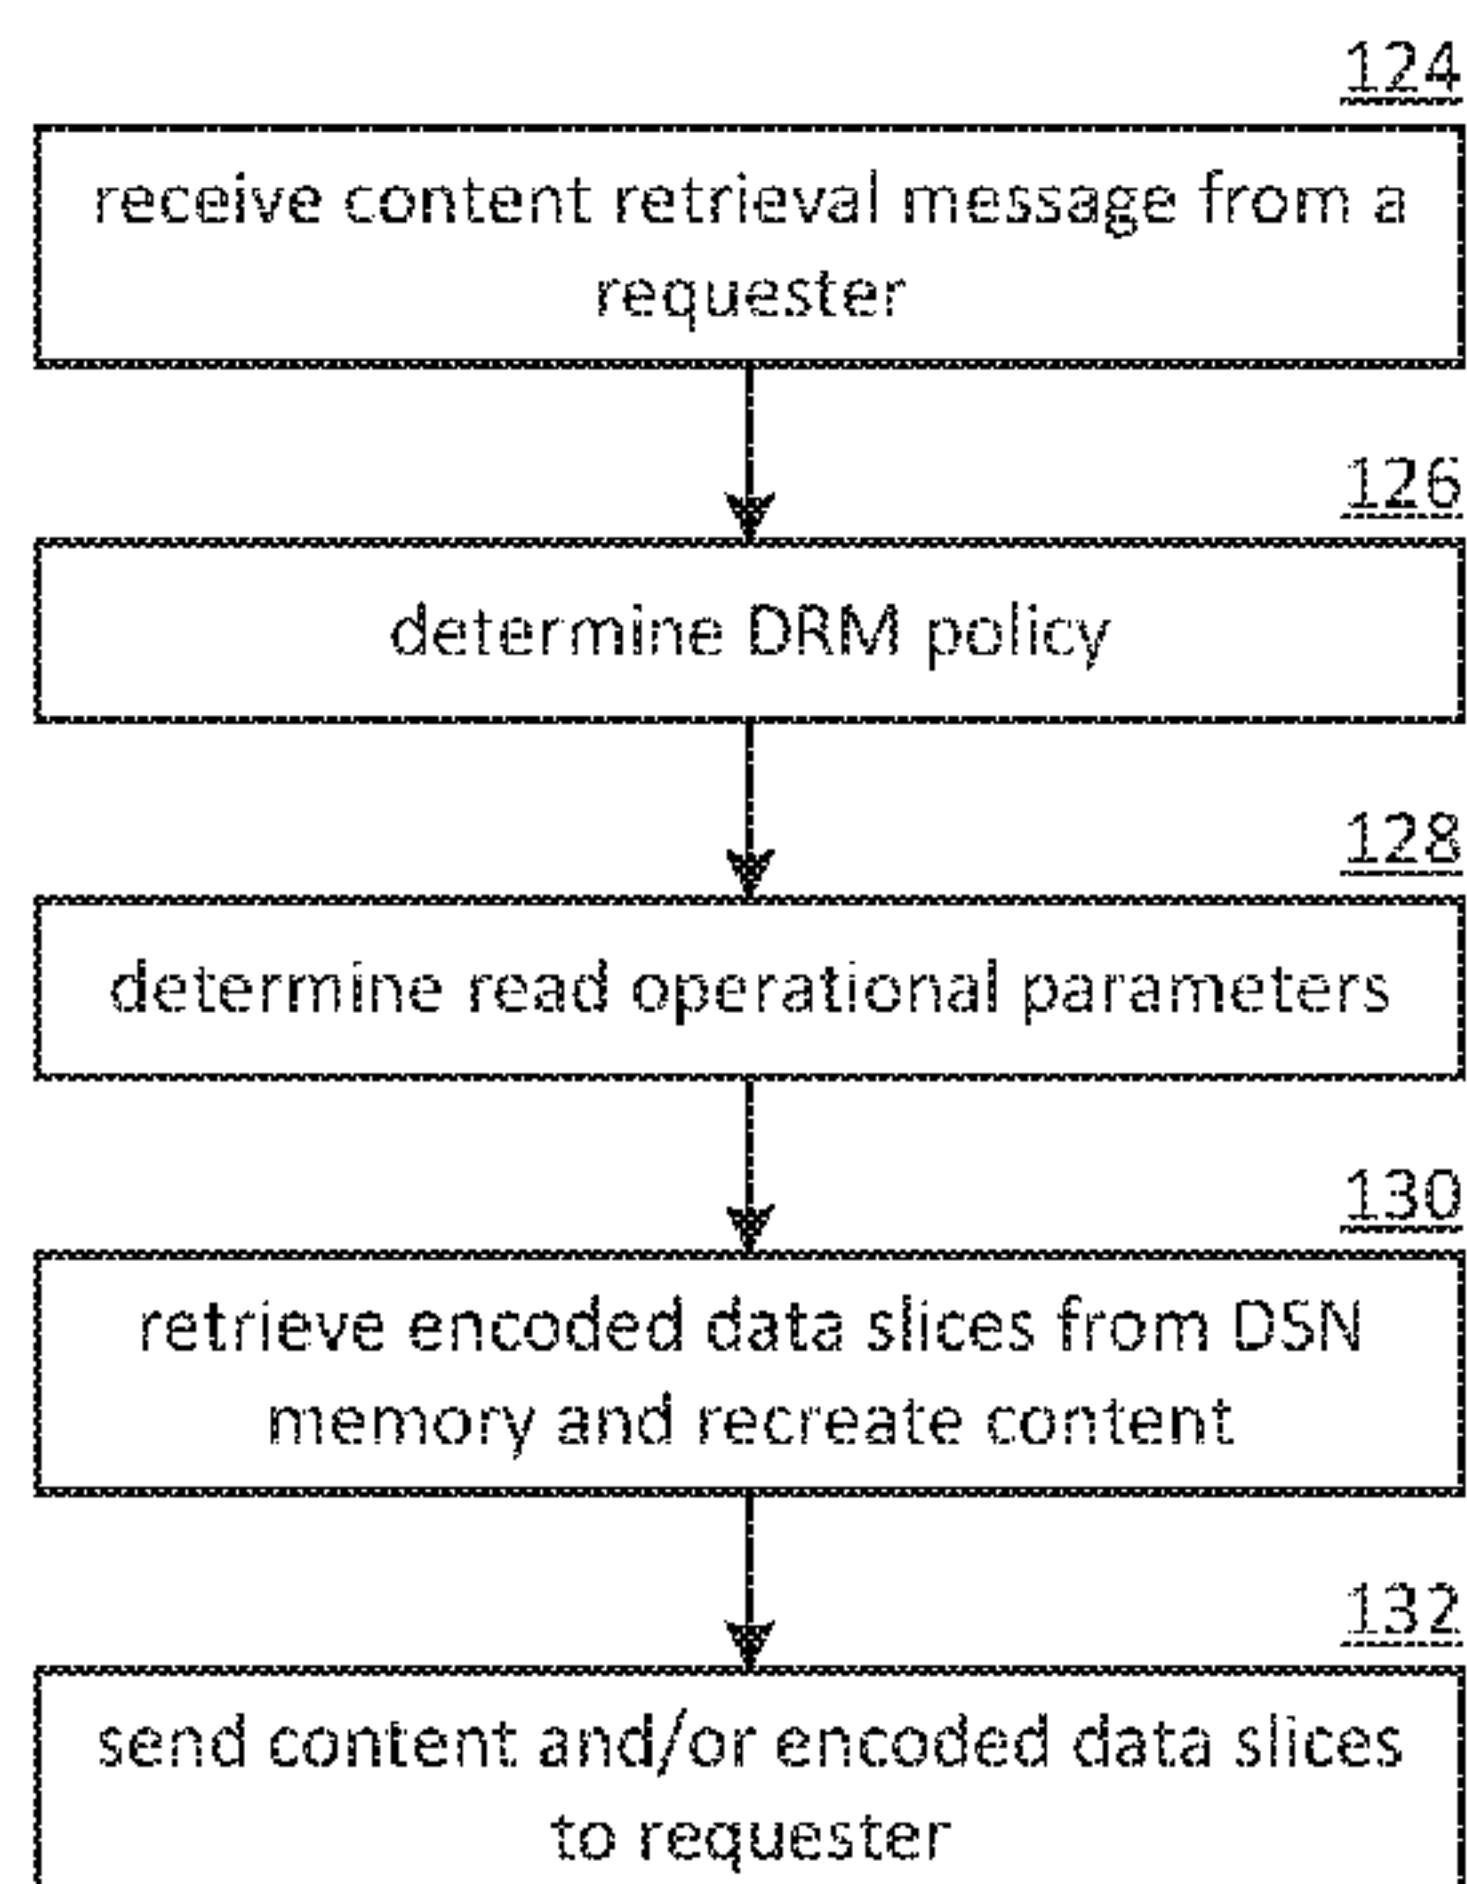 124
receive content retrieval message from a
requester
126
determine DRM policy
128
determine read operational parameters
130
retrieve encoded data slices from DSN
memory and recreate content
132
send content and/or encoded data slices
to requester